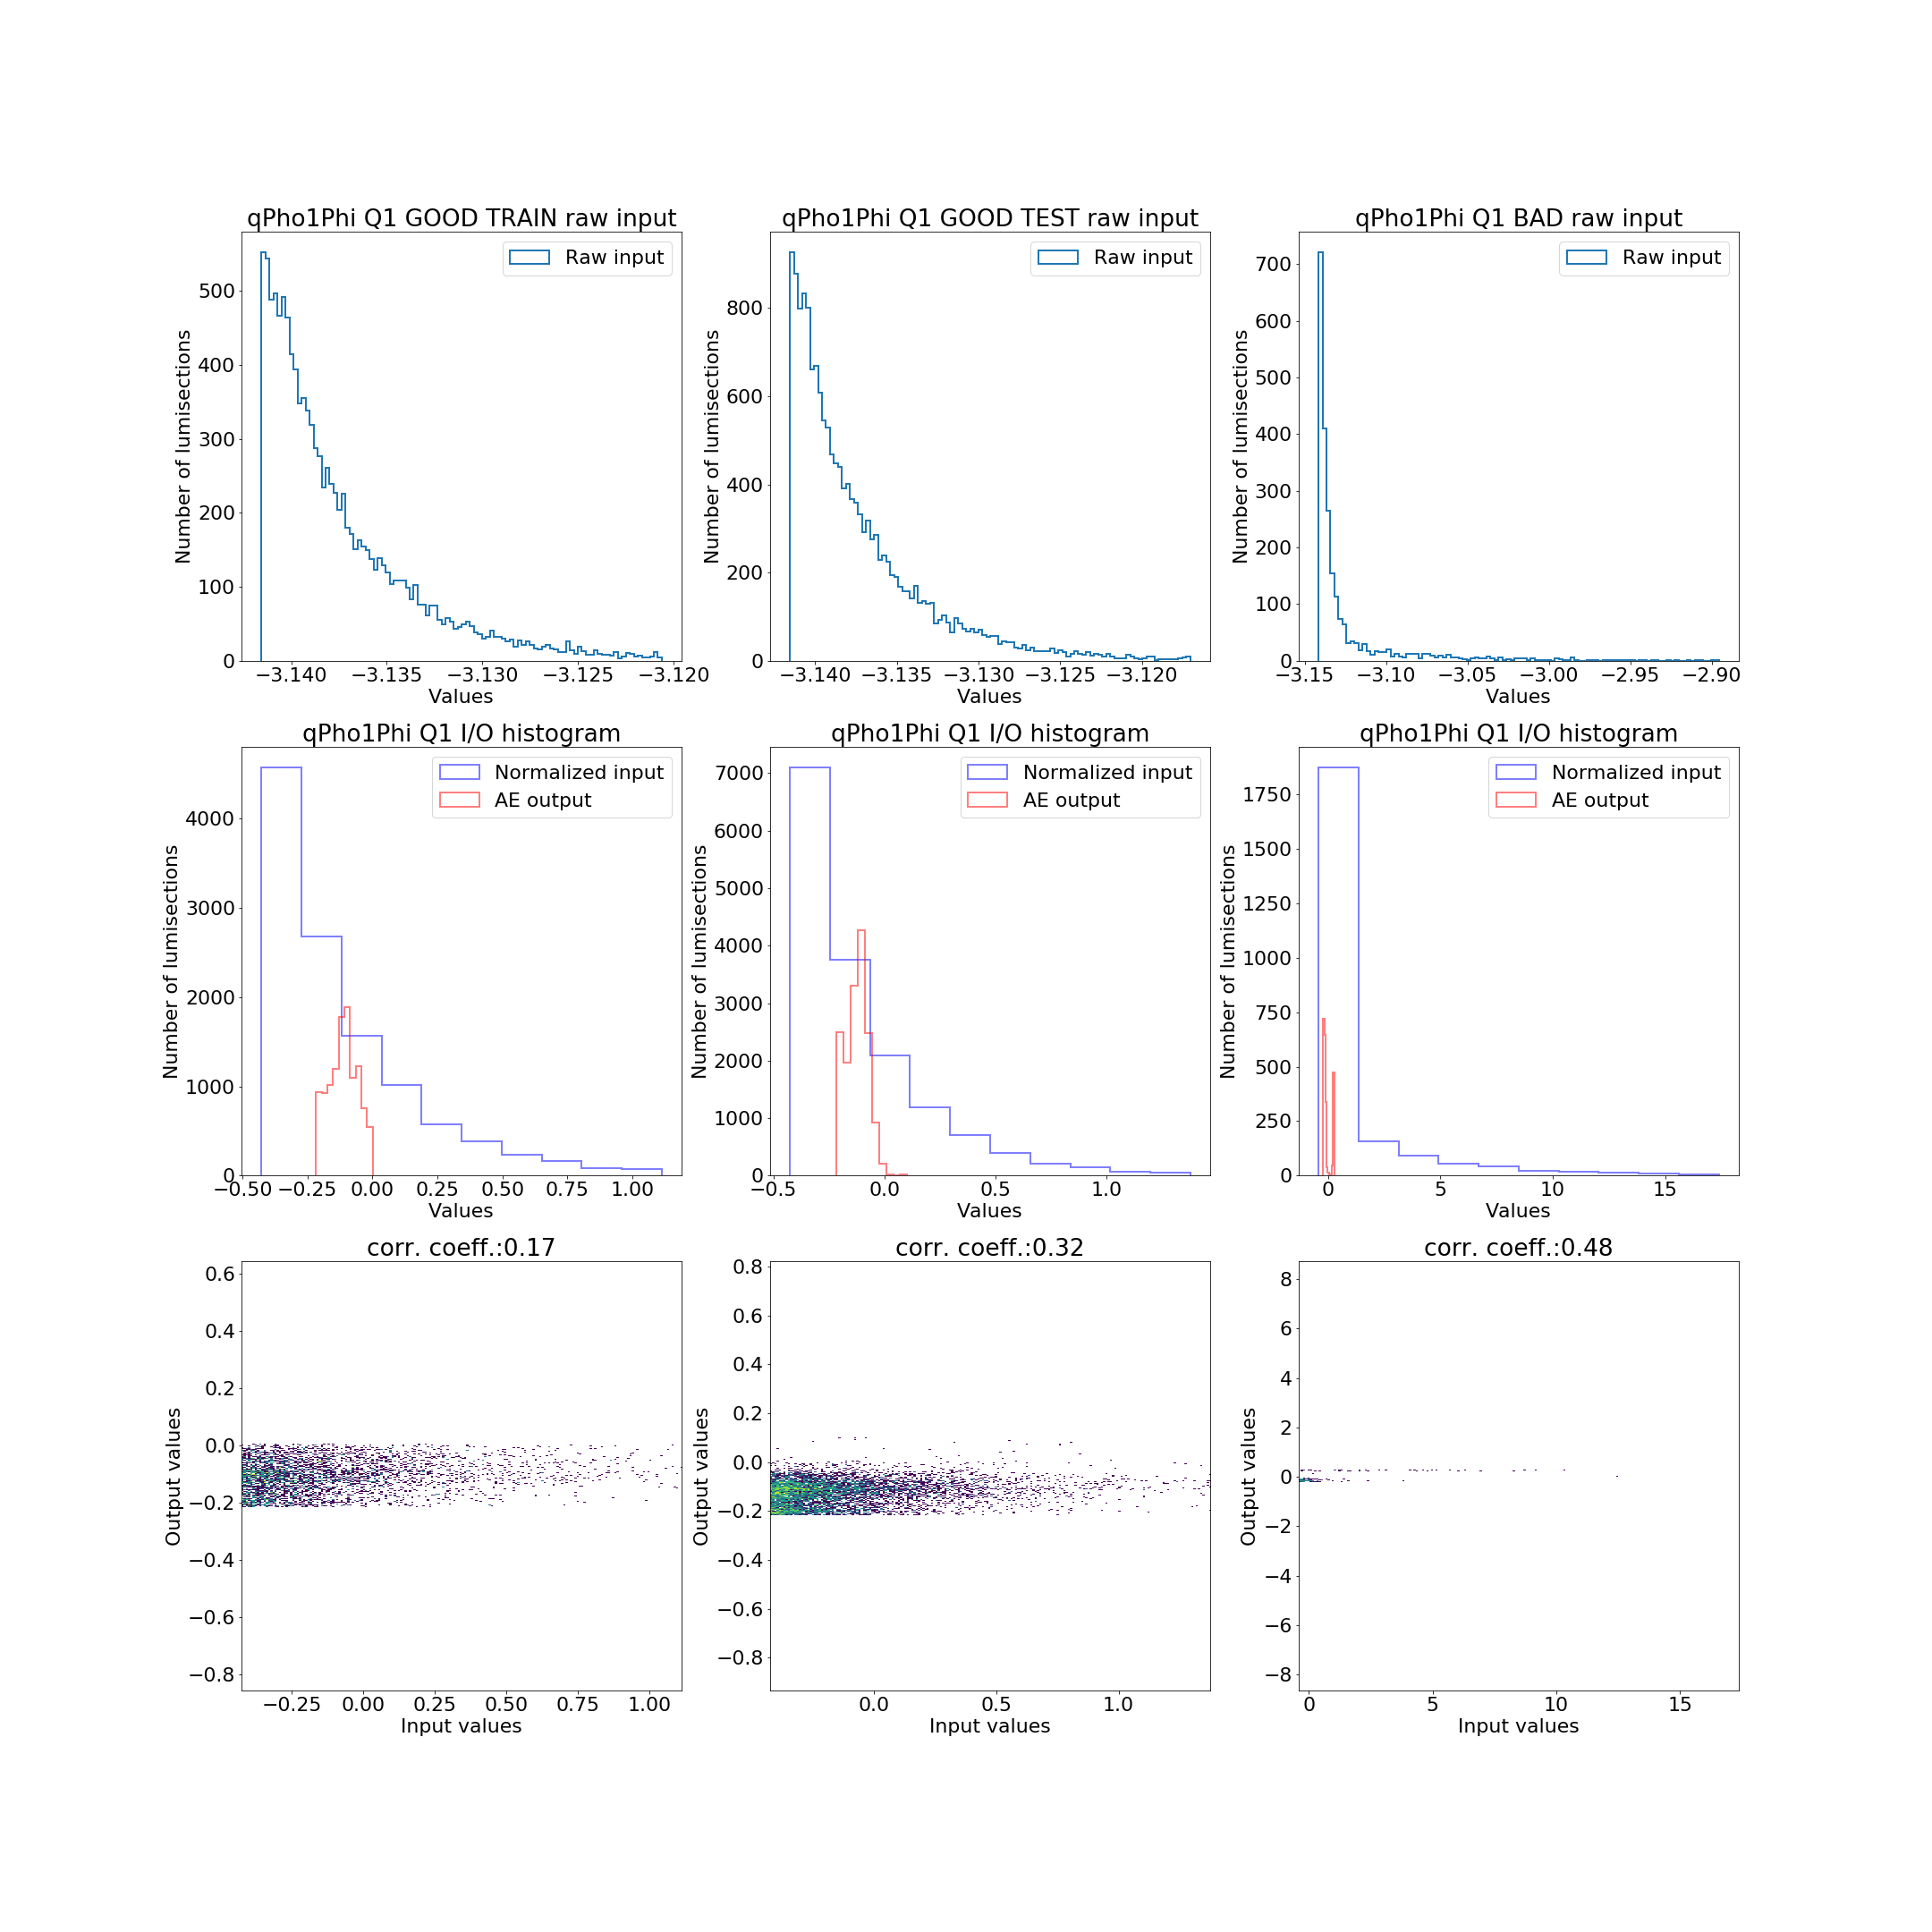 qPho1Phi Q1 GOOD TRAIN raw input
Raw input
Number of lumisections
500
400
300
200
100
0
−3.140 −3.135 −3.130 −3.125 −3.120
Values
qPho1Phi Q1 GOOD TEST raw input
Raw input
Number of lumisections
800
600
400
200
0
−3.140 −3.135 −3.130 −3.125 −3.120
Values
qPho1Phi Q1 BAD raw input
Raw input
Number of lumisections
700
600
500
400
300
200
100
0
−3.15 −3.10 −3.05 −3.00 −2.95 −2.90
Values
qPho1Phi Q1 I/O histogram
Normalized input
AE output
Number of lumisections
4000
3000
2000
1000
0
−0.50 −0.25 0.00 0.25 0.50 0.75 1.00
Values
qPho1Phi Q1 I/O histogram
Normalized input
AE output
Number of lumisections
7000
6000
5000
4000
3000
2000
1000
0
−0.5 0.0 0.5 1.0
Values
qPho1Phi Q1 I/O histogram
Normalized input
AE output
Number of lumisections
1750
1500
1250
1000
750
500
250
0
0 5 10 15
Values
corr. coeff.:0.17
Output values
0.6
0.4
0.2
0.0
−0.2
−0.4
−0.6
−0.8
−0.25 0.00 0.25 0.50 0.75 1.00
Input values
corr. coeff.:0.32
Output values
0.8
0.6
0.4
0.2
0.0
−0.2
−0.4
−0.6
−0.8
0.0 0.5 1.0
Input values
corr. coeff.:0.48
Output values
8
6
4
2
0
−2
−4
−6
−8
0 5 10 15
Input values